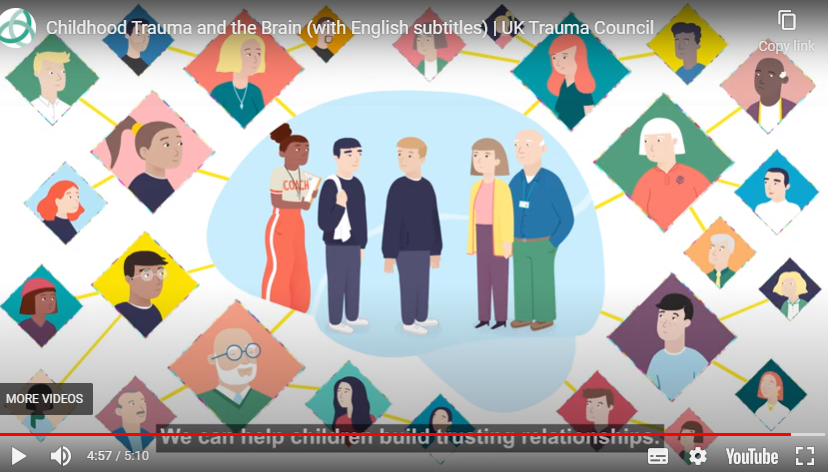 Childhood Trauma and the Brain (with English subtitles) | UK Trauma Council
Copy link
COACH
MORE VIDEOS
We can help children build trusting relationships.
4:57 / 5:10
YouTube